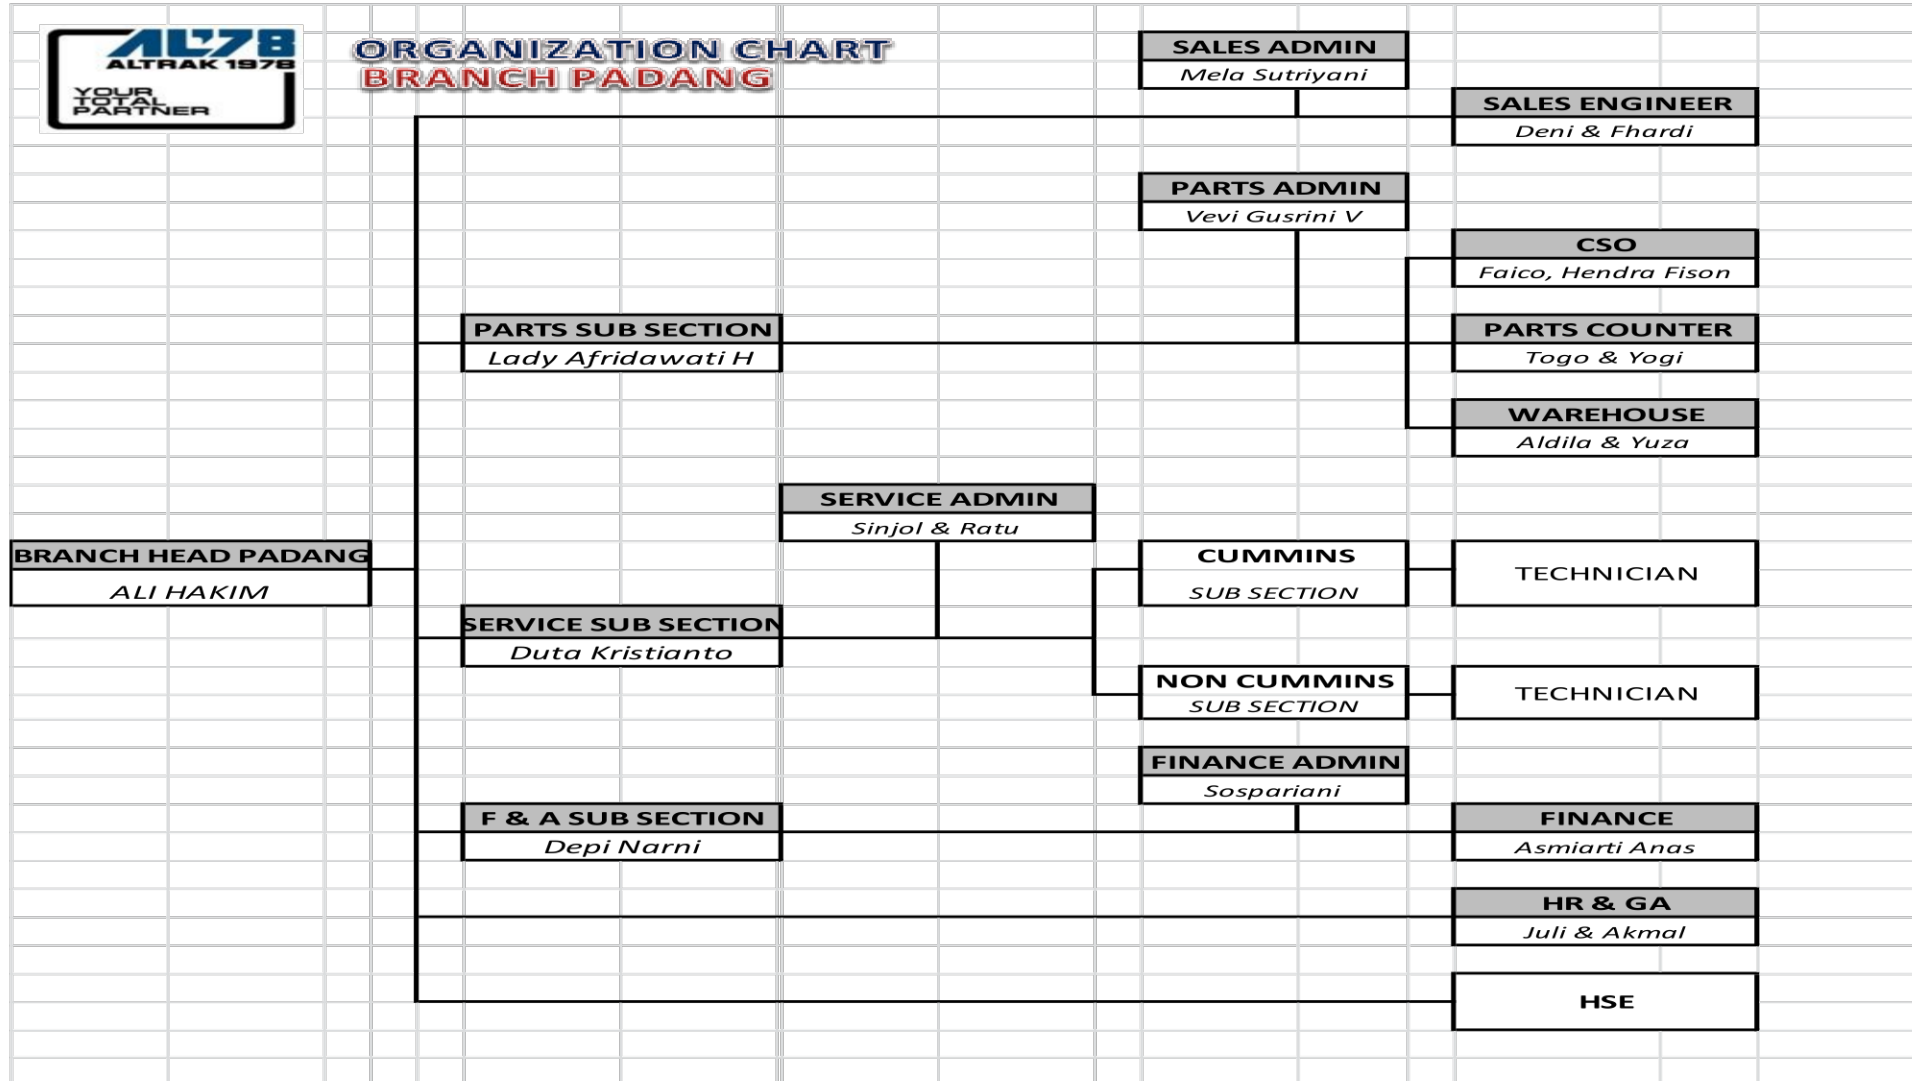 AL'78
ALTRAK 1978
YOUR
TOTAL
PARTNER
ORGANIZATION CHART
BRANCH PADANG
SALES ADMIN
Mela Sutriyani
SALES ENGINEER
Deni & Fhardi
PARTS ADMIN
Vevi Gusrini V
CSO
Faico, Hendra Fison
PARTS SUB SECTION
Lady Afridawati H
PARTS COUNTER
Togo & Yogi
WAREHOUSE
Aldila & Yuza
SERVICE ADMIN
Sinjol & Ratu
BRANCH HEAD PADANG
ALI HAKIM
CUMMINS
SUB SECTION
TECHNICIAN
SERVICE SUB SECTION
Duta Kristianto
NON CUMMINS
SUB SECTION
TECHNICIAN
FINANCE ADMIN
Sospariani
F & A SUB SECTION
Depi Narni
FINANCE
Asmiarti Anas
HR & GA
Juli & Akmal
HSE